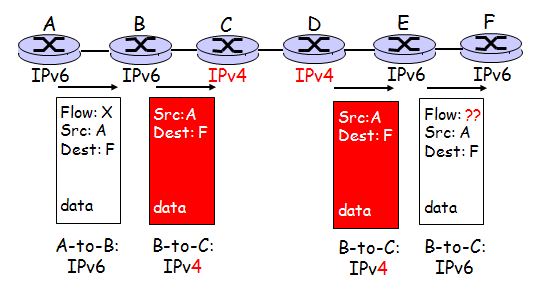 A B C D E F
IPv6 IPv6 IPv4 IPv4 IPv6 IPv6
Flow: X
Src: A
Dest: F
data
Src:A
Dest: F
data
Src:A
Dest: F
data
Flow: ??
Src: A
Dest: F
data
A-to-B:
IPv6
B-to-C:
IPv4
B-to-C:
IPv4
B-to-C:
IPv6